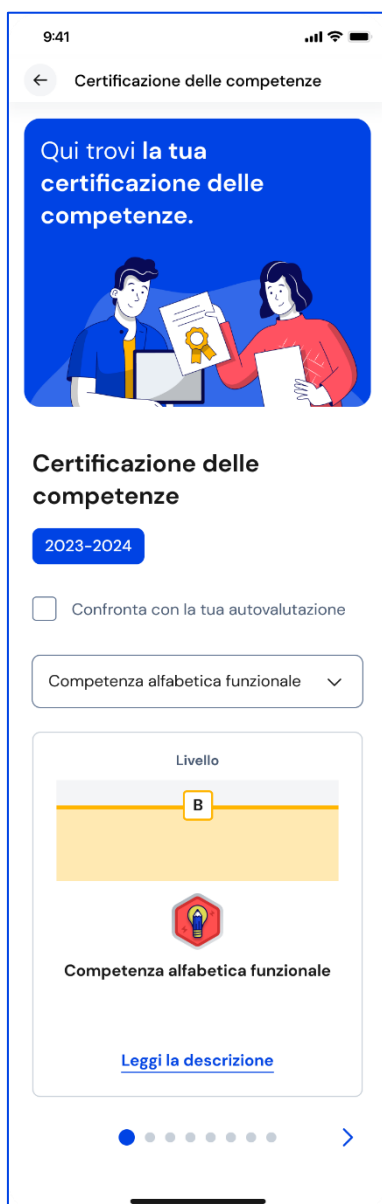 9:41
Certificazione delle competenze
Qui trovi la tua
certificazione delle
competenze.
Certificazione delle
competenze
2023-2024
Confronta con la tua autovalutazione
Competenza alfabetica funzionale
Livello
B
Competenza alfabetica funzionale
Leggi la descrizione